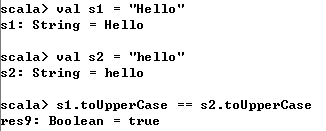 scala> val s1 = "Hello"
s1: String = Hello
scala> val s2 = "hello"
s2: String = hello
scala> s1.toUpperCase == s2.toUpperCase
res9: Boolean = true